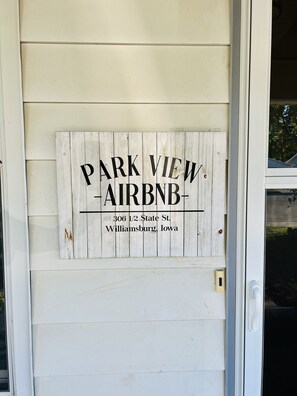 PARK VIEW
-AIRBNB-
306 1/2 State St.
Williamsburg, Iowa